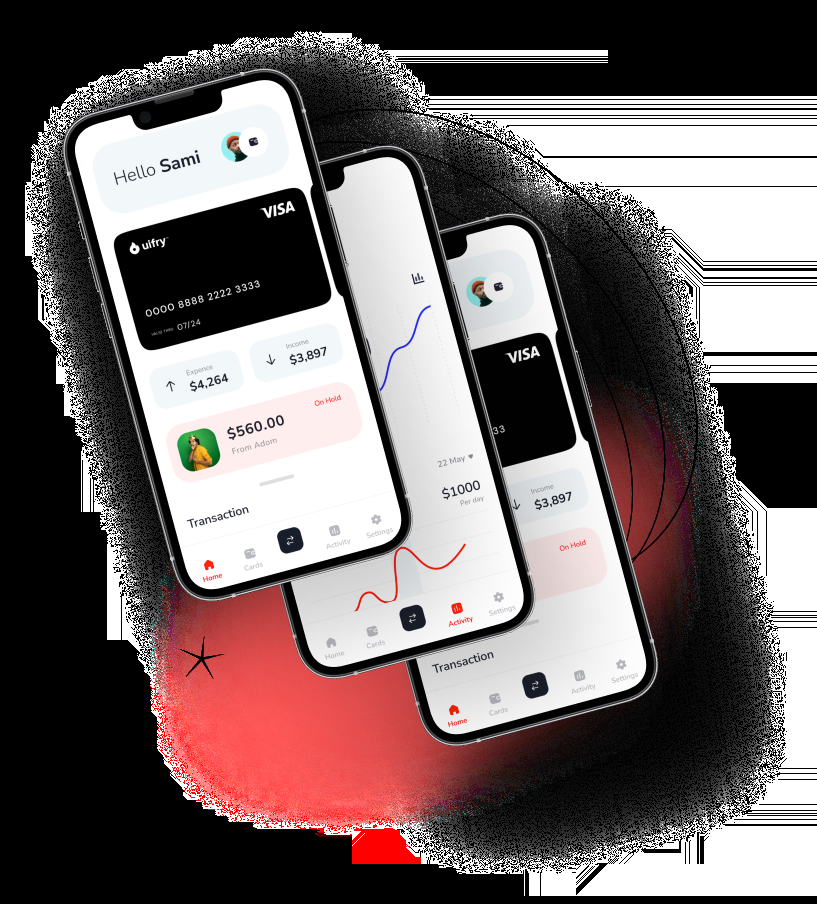 Hello Sami
VISA
uifry
0000 8888 2222 3333
VALID THRU 07/24
Expence
$4,264
Income
$3,897
On Hold
$560.00
From Adom
Transaction
Home
Cards
Activity
Settings
22 May
$1000
Per day
Home
Cards
Activity
Settings
VISA
33
Income
$3,897
On Hold
Transaction
Home
Cards
Activity
Settings